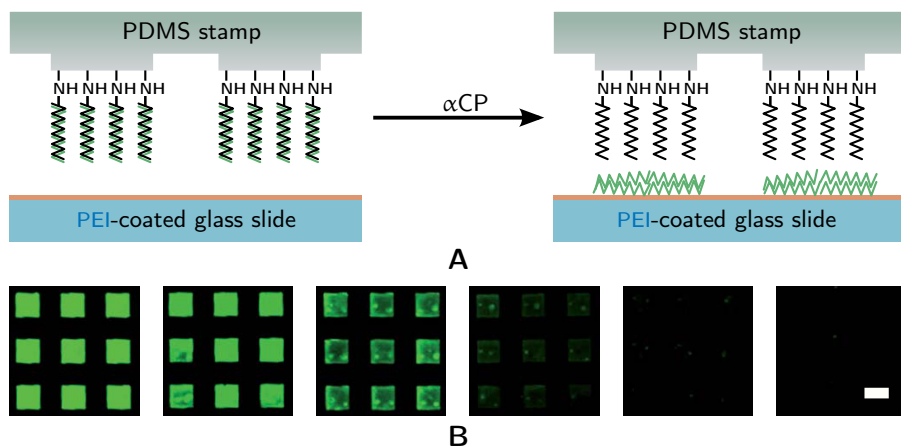 PDMS stamp
NH NH NH NH NH NH NH NH
PEI-coated glass slide
αCP
PDMS stamp
NH NH NH NH NH NH NH NH
PEI-coated glass slide
A
B